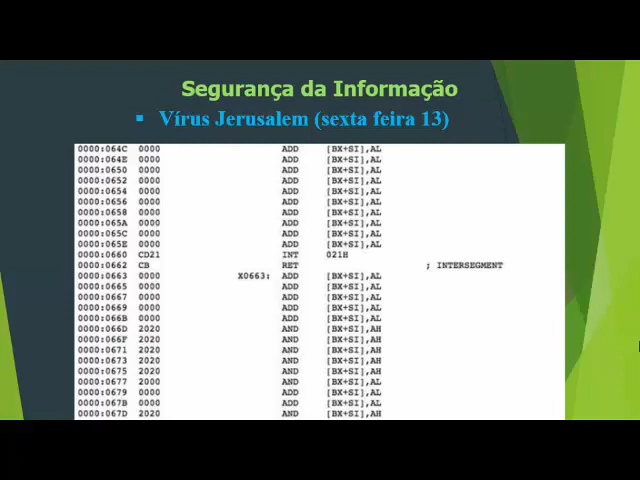 Segurança da Informação
▪ Vírus Jerusalem (sexta feira 13)
0000:064C 0000 ADD [BX+SI],AL
0000:064E 0000 ADD [BX+SI],AL
0000:0650 0000 ADD [BX+SI],AL
0000:0652 0000 ADD [BX+SI],AL
0000:0654 0000 ADD [BX+SI],AL
0000:0656 0000 ADD [BX+SI],AL
0000:0658 0000 ADD [BX+SI],AL
0000:065A 0000 ADD [BX+SI],AL
0000:065C 0000 ADD [BX+SI],AL
0000:065E 0000 ADD [BX+SI],AL
0000:0660 CD21 INT 021H
0000:0662 CB RET ; INTERSEGMENT
0000:0663 0000 X0663: ADD [BX+SI],AL
0000:0665 0000 ADD [BX+SI],AL
0000:0667 0000 ADD [BX+SI],AL
0000:0669 0000 ADD [BX+SI],AL
0000:066B 0000 ADD [BX+SI],AL
0000:066D 2020 AND [BX+SI],AH
0000:066F 2020 AND [BX+SI],AH
0000:0671 2020 AND [BX+SI],AH
0000:0673 2020 AND [BX+SI],AH
0000:0675 2020 AND [BX+SI],AH
0000:0677 2000 AND [BX+SI],AL
0000:0679 0000 ADD [BX+SI],AL
0000:067B 0000 ADD [BX+SI],AL
0000:067D 2020 AND [BX+SI],AH